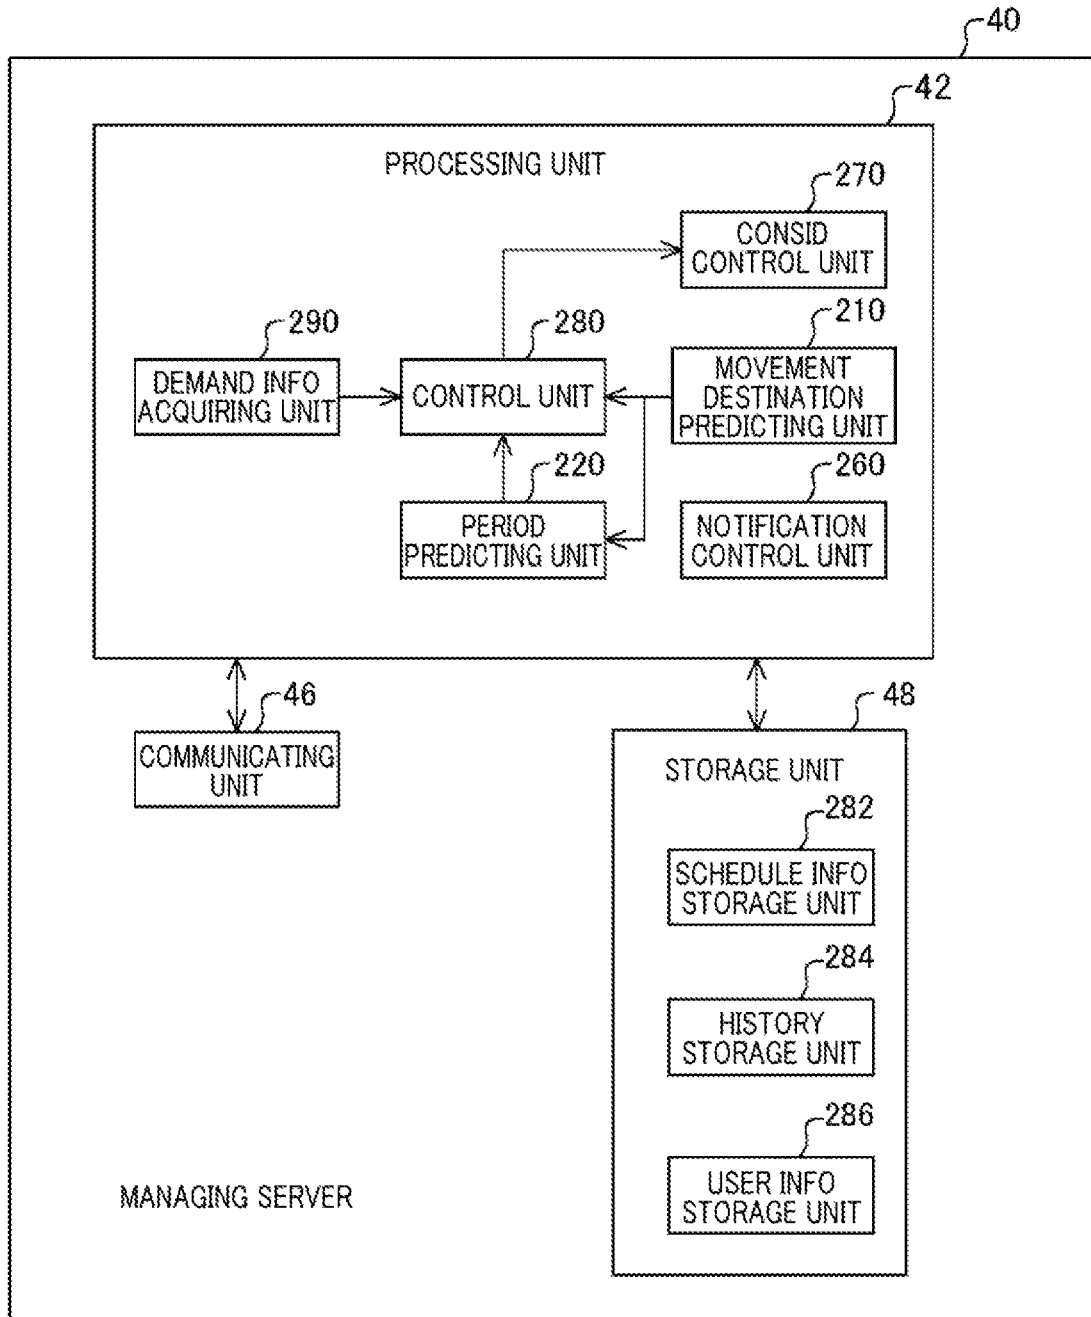 40
42
PROCESSING UNIT
270
CONSID
CONTROL UNIT
290
DEMAND INFO
ACQUIRING UNIT
280
CONTROL UNIT
210
MOVEMENT
DESTINATION
PREDICTING UNIT
220
PERIOD
PREDICTING UNIT
260
NOTIFICATION
CONTROL UNIT
46
COMMUNICATING
UNIT
48
STORAGE UNIT
282
SCHEDULE INFO
STORAGE UNIT
284
HISTORY
STORAGE UNIT
286
USER INFO
STORAGE UNIT
MANAGING SERVER